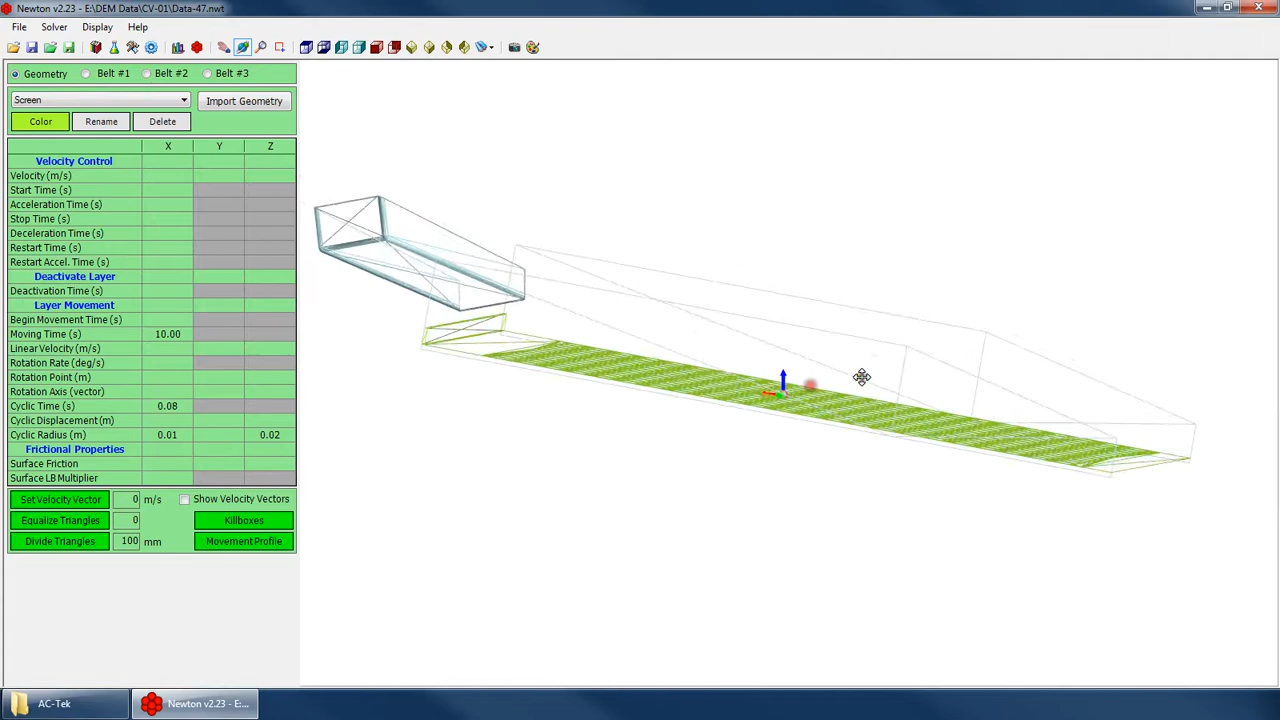 Newton v2.23 - E:\DEM Data\CV-01\Data-47.nwt
File Solver Display Help
Geometry Belt #1 Belt #2 Belt #3
Screen Import Geometry
Color Rename Delete
X Y Z
Velocity Control
Velocity (m/s)
Start Time (s)
Acceleration Time (s)
Stop Time (s)
Deceleration Time (s)
Restart Time (s)
Restart Accel. Time (s)
Deactivate Layer
Deactivation Time (s)
Layer Movement
Begin Movement Time (s)
Moving Time (s) 10.00
Linear Velocity (m/s)
Rotation Rate (deg/s)
Rotation Point (m)
Rotation Axis (vector)
Cyclic Time (s) 0.08
Cyclic Displacement (m)
Cyclic Radius (m) 0.01 0.02
Frictional Properties
Surface Friction
Surface LB Multiplier
Set Velocity Vector 0 m/s Show Velocity Vectors
Equalize Triangles 0 Killboxes
Divide Triangles 100 mm Movement Profile
AC-Tek Newton v2.23 - E:...